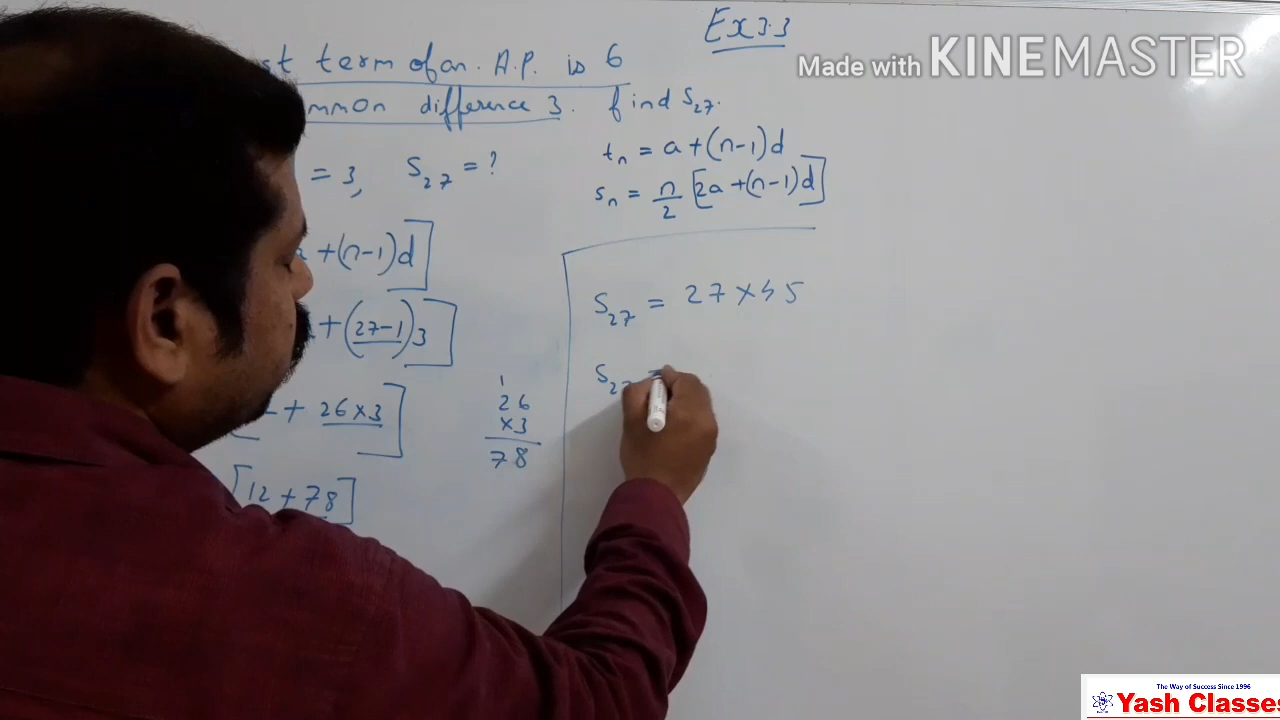 Ex 3.3
Made with KINEMASTER
st term of an A.P. is 6
mmon difference 3. find S₂₇.
tₙ = a + (n-1)d
= 3, S₂₇ = ?
Sₙ = n/2 [2a + (n-1)d]
+ (n-1)d]
+ (27-1)3]
+ 26×3]
[12 + 78]
1
26
×3
78
S₂₇ = 27×45
S₂
The Way of Success Since 1996
Yash Classes